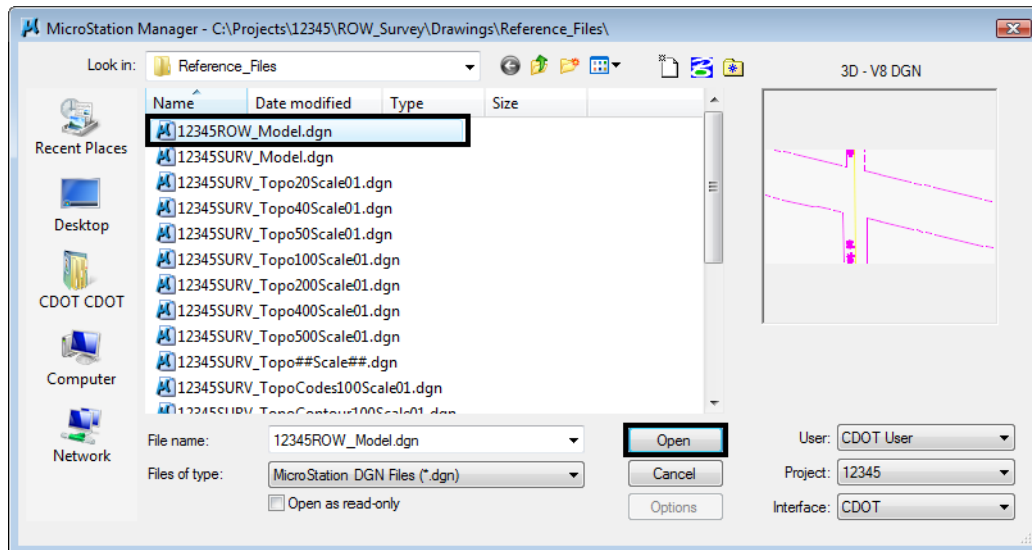 MicroStation Manager - C:\Projects\12345\ROW_Survey\Drawings\Reference_Files\
Look in: Reference_Files
3D - V8 DGN
Name Date modified Type Size
12345ROW_Model.dgn
12345SURV_Model.dgn
12345SURV_Topo20Scale01.dgn
12345SURV_Topo40Scale01.dgn
12345SURV_Topo50Scale01.dgn
12345SURV_Topo100Scale01.dgn
12345SURV_Topo200Scale01.dgn
12345SURV_Topo400Scale01.dgn
12345SURV_Topo500Scale01.dgn
12345SURV_Topo##Scale##.dgn
12345SURV_TopoCodes100Scale01.dgn
12345SURV_TopoContour100Scale01.dgn
Recent Places
Desktop
CDOT CDOT
Computer
Network
File name: 12345ROW_Model.dgn Open
Files of type: MicroStation DGN Files (*.dgn) Cancel
Open as read-only Options
User: CDOT User
Project: 12345
Interface: CDOT